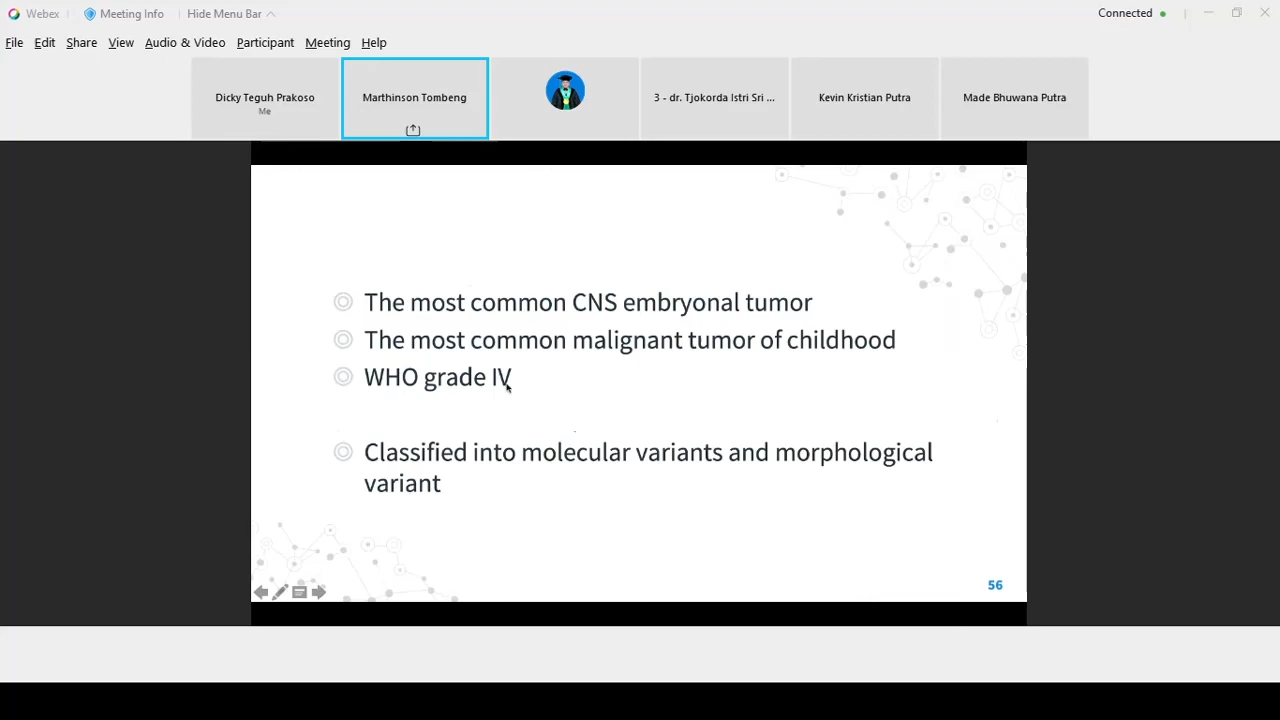 Webex
Meeting Info
Hide Menu Bar
Connected
File Edit Share View Audio & Video Participant Meeting Help
Dicky Teguh Prakoso
Me
Marthinson Tombeng
3 - dr. Tjokorda Istri Sri ...
Kevin Kristian Putra
Made Bhuwana Putra
The most common CNS embryonal tumor
The most common malignant tumor of childhood
WHO grade IV
Classified into molecular variants and morphological
variant
56